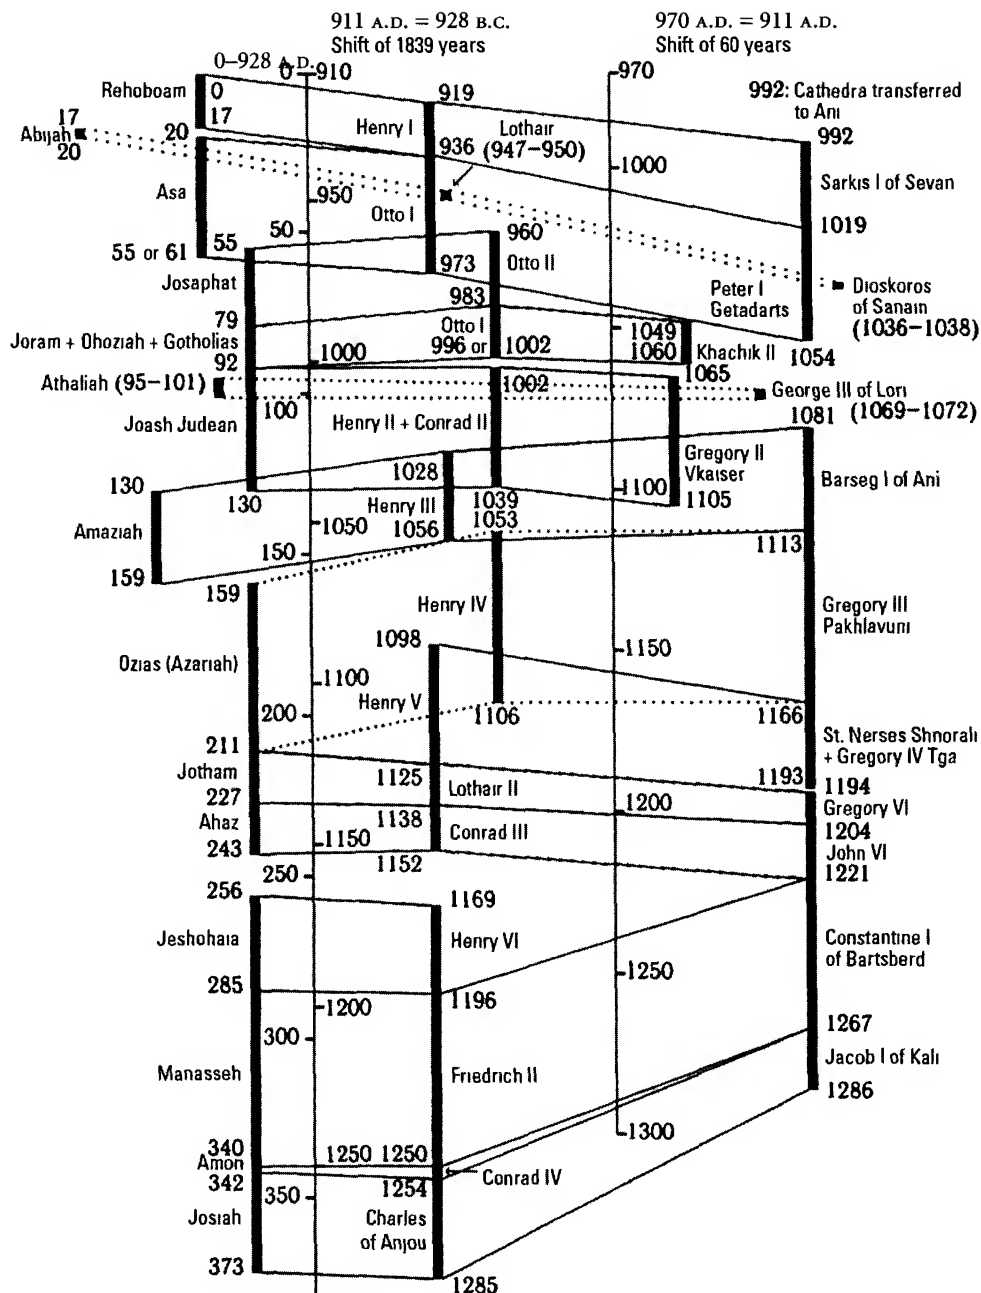 911 A.D. = 928 B.C.
Shift of 1839 years
970 A.D. = 911 A.D.
Shift of 60 years
0–928 A.D.
0
910
970
Rehoboam
0
919
992: Cathedra transferred
to Ani
992
17
17
Henry I
Lothair
(947–950)
Abijah
20
20
936
1000
Sarkis I of Sevan
Asa
950
Otto I
1019
50
960
55 or 61
55
973
Otto II
Josaphat
983
Peter I
Getadarts
Dioskoros
of Sanain
(1036–1038)
79
Otto I
1049
Joram + Ohoziah + Gotholias
996 or
1002
1060
Khachik II
1054
92
1000
1065
Athaliah (95–101)
1002
George III of Lori
(1069–1072)
100
1081
Joash Judean
Henry II + Conrad II
Gregory II
Vkaiser
1028
Barseg I of Ani
130
130
1100
1105
Henry III
1039
Amaziah
1050
1056
1053
150
1113
159
159
Henry IV
Gregory III
Pakhlavuni
1098
1150
Ozias (Azariah)
1100
Henry V
200
1106
1166
211
St. Nerses Shnorali
+ Gregory IV Tga
Jotham
1125
1193
1194
227
Lothair II
1200
Gregory VI
Ahaz
1138
1204
243
1150
Conrad III
John VI
1152
1221
250
256
1169
Jeshohaia
Henry VI
Constantine I
of Bartsberd
1250
285
1196
1200
300
1267
Manasseh
Friedrich II
Jacob I of Kali
1286
1300
340
1250
1250
Amon
342
1254
Conrad IV
350
Josiah
Charles
of Anjou
373
1285